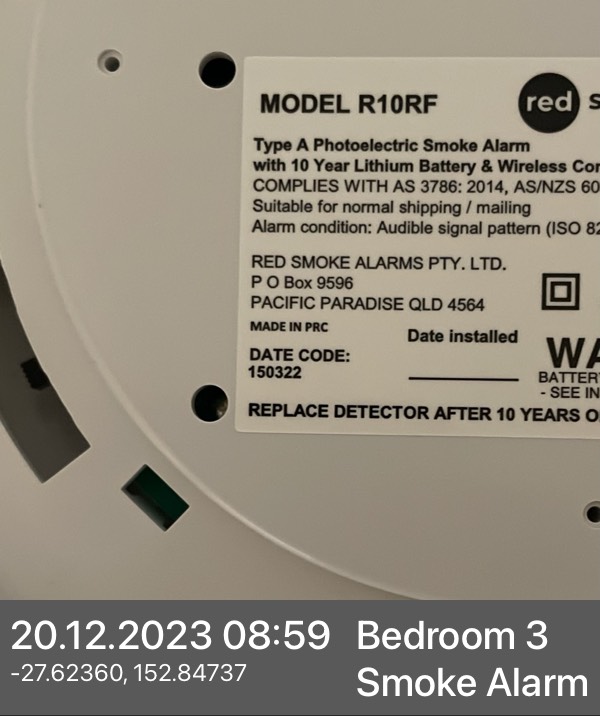 MODEL R10RF
red
Type A Photoelectric Smoke Alarm
with 10 Year Lithium Battery & Wireless
COMPLIES WITH AS 3786: 2014, AS/NZS
Suitable for normal shipping / mailing
Alarm condition: Audible signal pattern (ISO
RED SMOKE ALARMS PTY. LTD.
P O Box 9596
PACIFIC PARADISE QLD 4564
MADE IN PRC
Date installed
DATE CODE:
150322
- SEE
REPLACE DETECTOR AFTER 10 YEARS
20.12.2023 08:59
-27.62360, 152.84737
Bedroom 3
Smoke Alarm